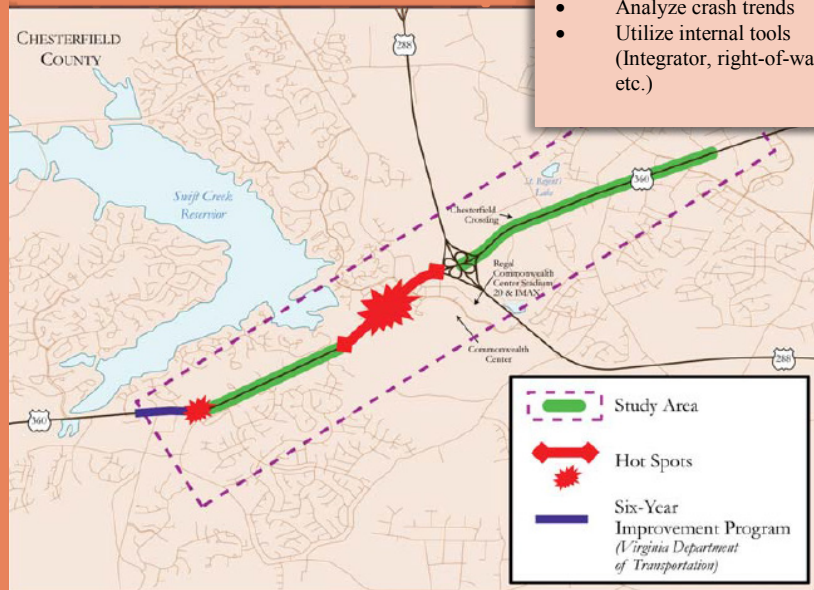 • Analyze crash trends
• Utilize internal tools
(Integrator, right-of-wa
etc.)
CHESTERFIELD
COUNTY
288
Swift Creek
Reservoir
360
St. Regent's
Lake
Chesterfield
Crossing
Regal
Commonwealth
Center Stadium
20 & IMAX
Commonwealth
Center
288
360
Study Area
Hot Spots
Six-Year
Improvement Program
(Virginia Department
of Transportation)